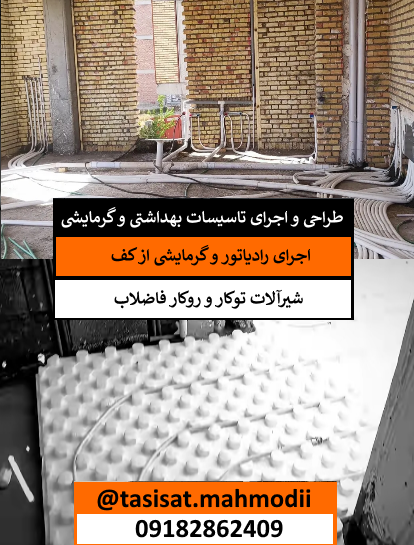 طراحی و اجرای تاسیسات بهداشتی و گرمایشی
اجرای رادیاتور و گرمایشی از کف
شیرآلات توکار و روکار فاضلاب
@tasisat.mahmodii
09182862409